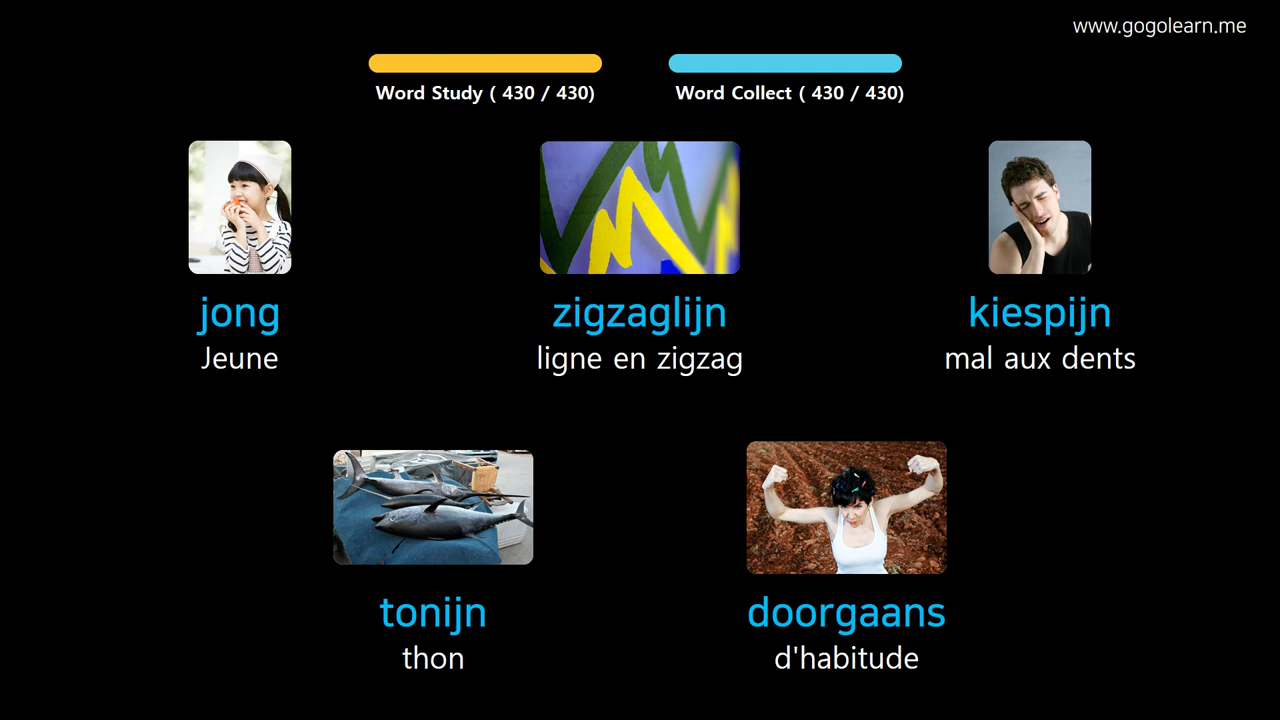 www.gogolearn.me
Word Study ( 430 / 430)
Word Collect ( 430 / 430)
jong
Jeune
zigzaglijn
ligne en zigzag
kiespijn
mal aux dents
tonijn
thon
doorgaans
d'habitude